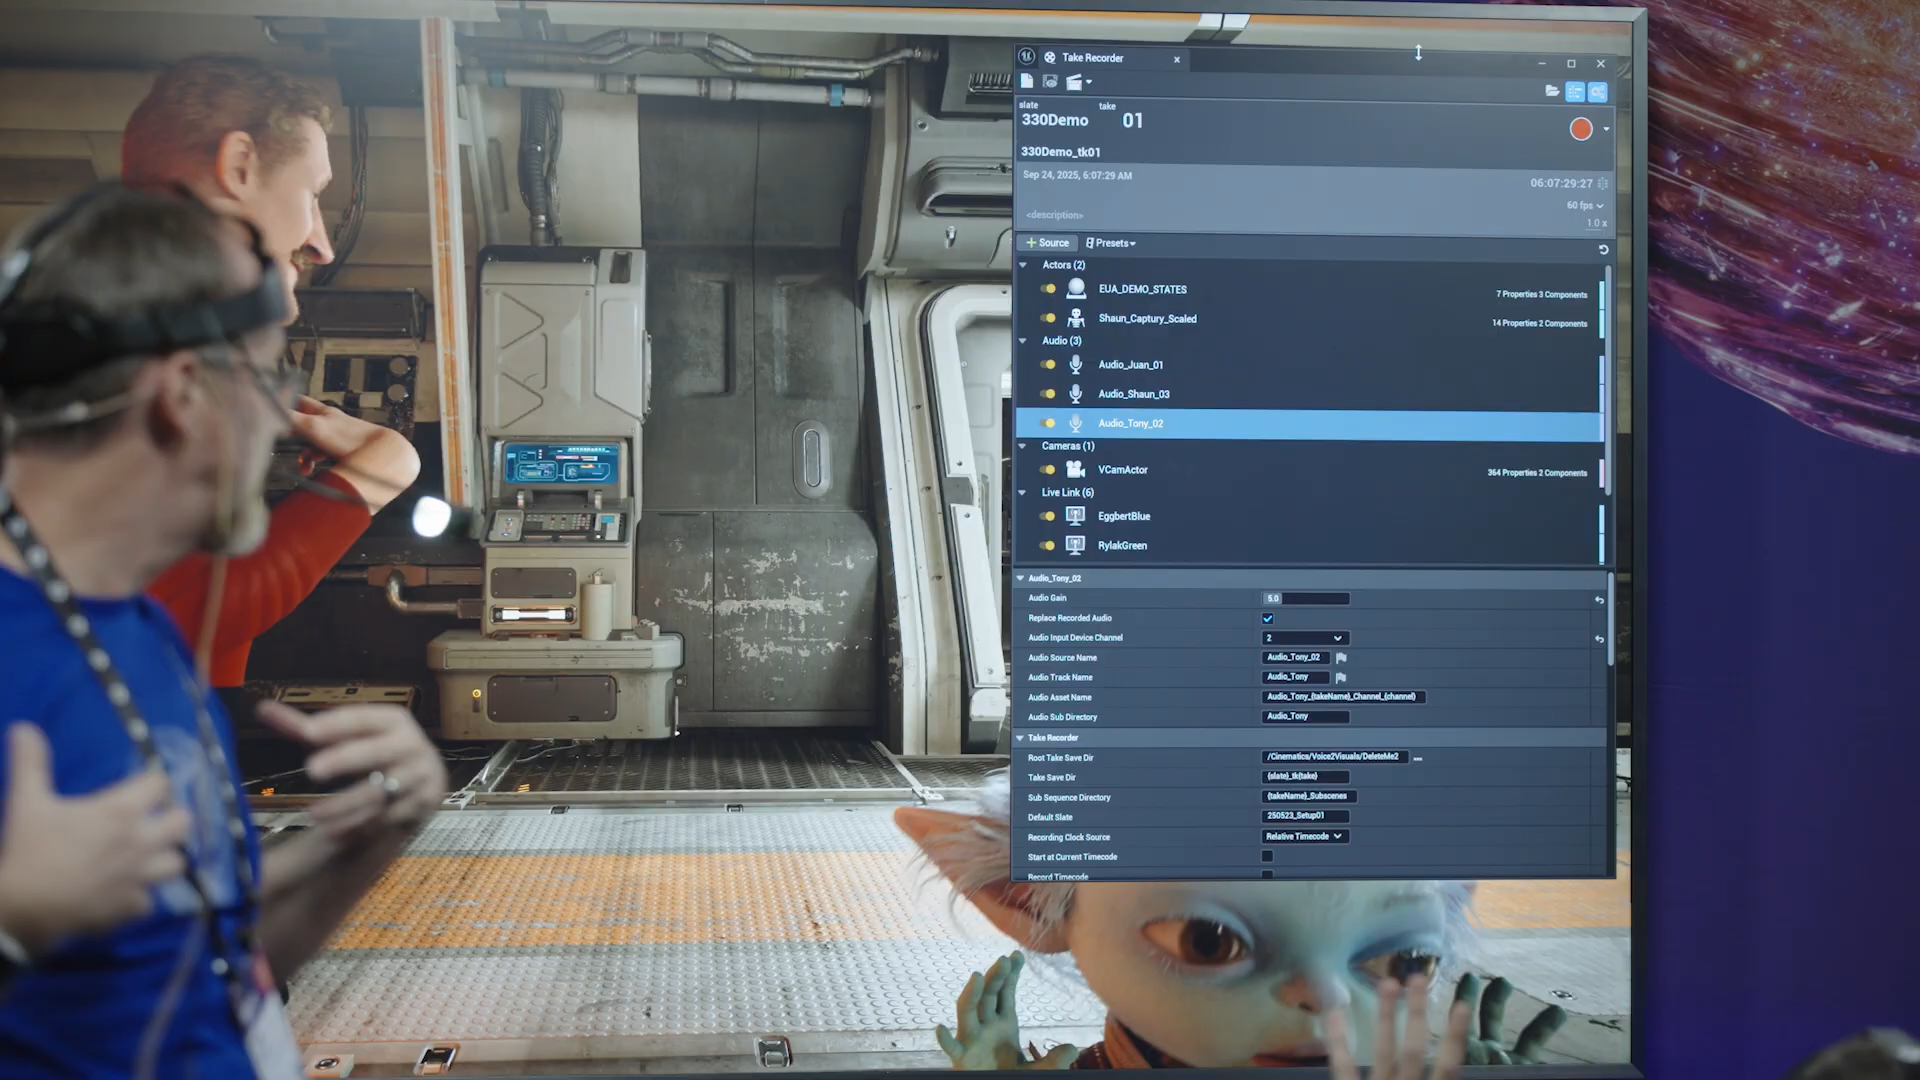 Take Recorder
slate
take
330Demo
01
330Demo_tk01
Sep 24, 2025, 6:07:29 AM
06:07:29:27
60 fps
<description>
1.0 x
Source
Presets
Actors (2)
EUA_DEMO_STATES
7 Properties 3 Components
Shaun_Captury_Scaled
14 Properties 2 Components
Audio (3)
Audio_Juan_01
Audio_Shaun_03
Audio_Tony_02
Cameras (1)
VCamActor
364 Properties 2 Components
Live Link (6)
EggbertBlue
RylakGreen
Audio_Tony_02
Audio Gain
5.0
Replace Recorded Audio
Audio Input Device Channel
2
Audio Source Name
Audio_Tony_02
Audio Track Name
Audio_Tony
Audio Asset Name
Audio_Tony_{takeName}_Channel_{channel}
Audio Sub Directory
Audio_Tony
Take Recorder
Root Take Save Dir
/Cinematics/Voice2Visuals/DeleteMe2
Take Save Dir
{slate}_tk{take}
Sub Sequence Directory
{takeName}_Subscenes
Default Slate
250523_Setup01
Recording Clock Source
Relative Timecode
Start at Current Timecode
Record Timecode